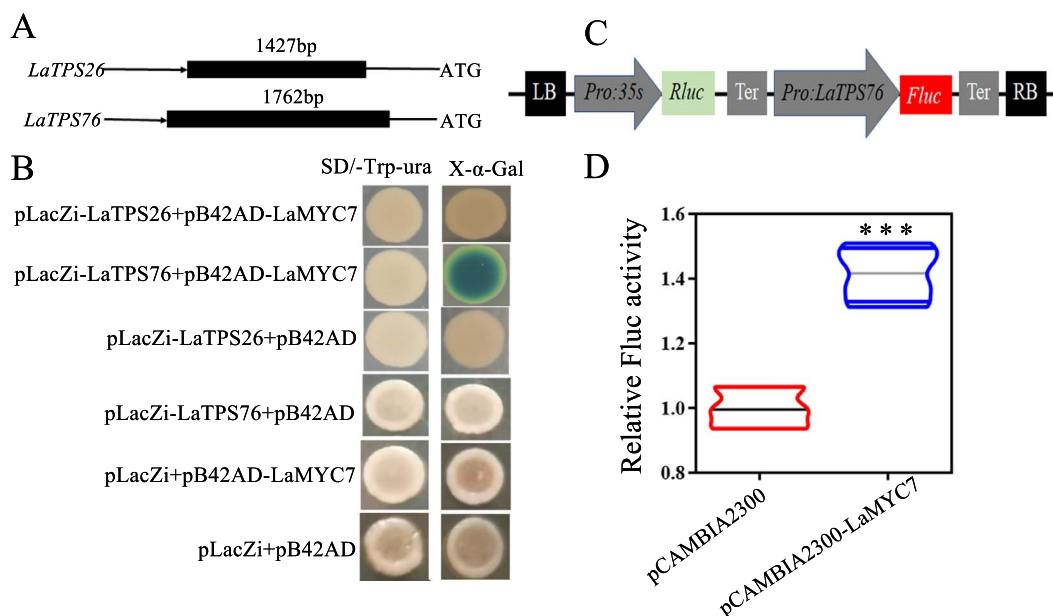 A
1427bp
LaTPS26
ATG
1762bp
LaTPS76
ATG
B
SD/-Trp-ura X-α-Gal
pLacZi-LaTPS26+pB42AD-LaMYC7
pLacZi-LaTPS76+pB42AD-LaMYC7
pLacZi-LaTPS26+pB42AD
pLacZi-LaTPS76+pB42AD
pLacZi+pB42AD-LaMYC7
pLacZi+pB42AD
C
LB Pro:35s Rluc Ter Pro:LaTPS76 Fluc Ter RB
D
Relative Fluc activity
1.6
1.4
1.2
1.0
0.8
***
pCAMBIA2300
pCAMBIA2300-LaMYC7